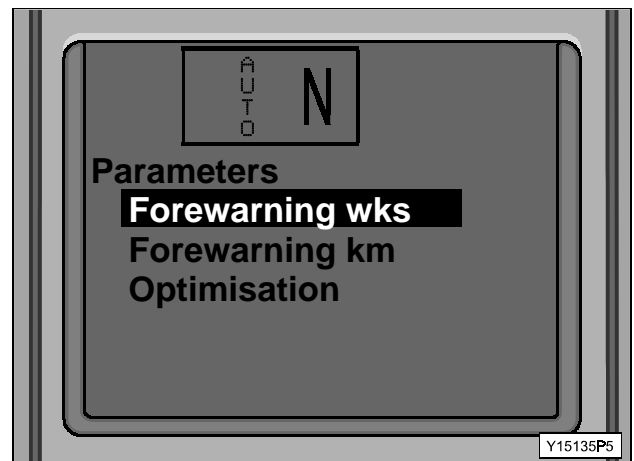 AUTO
N
Parameters
Forewarning wks
Forewarning km
Optimisation
Y15135P5